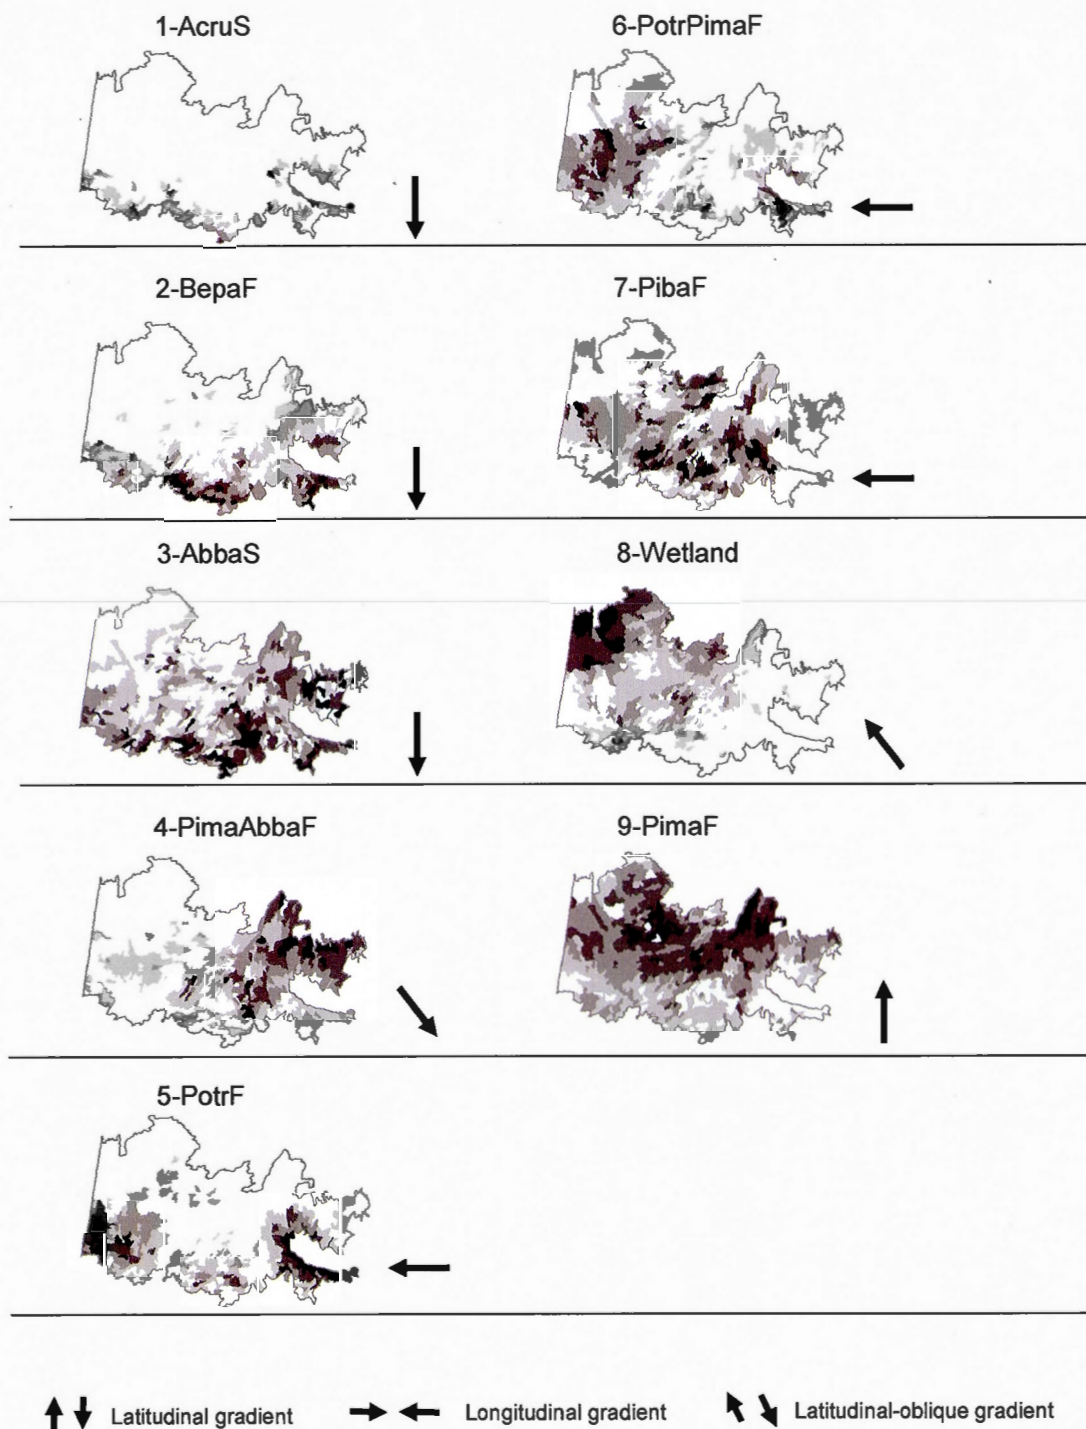 1-AcruS
6-PotrPimaF
2-BepaF
7-PibaF
3-AbbaS
8-Wetland
4-PimaAbbaF
9-PimaF
5-PotrF
Latitudinal gradient
Longitudinal gradient
Latitudinal-oblique gradient